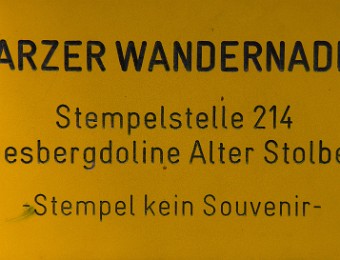 ARZER WANDERNAD
Stempelstelle 214
esbergdoline Alter Stolbe
-Stempel kein Souvenir-